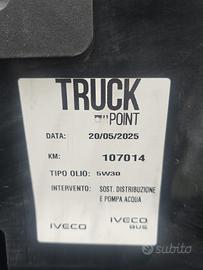 TRUCK
POINT
DATA: 20/05/2025
KM: 107014
TIPO OLIO: 5W30
INTERVENTO: SOST. DISTRIBUZIONE
E POMPA ACQUA
IVECO IVECO
BUS
subito